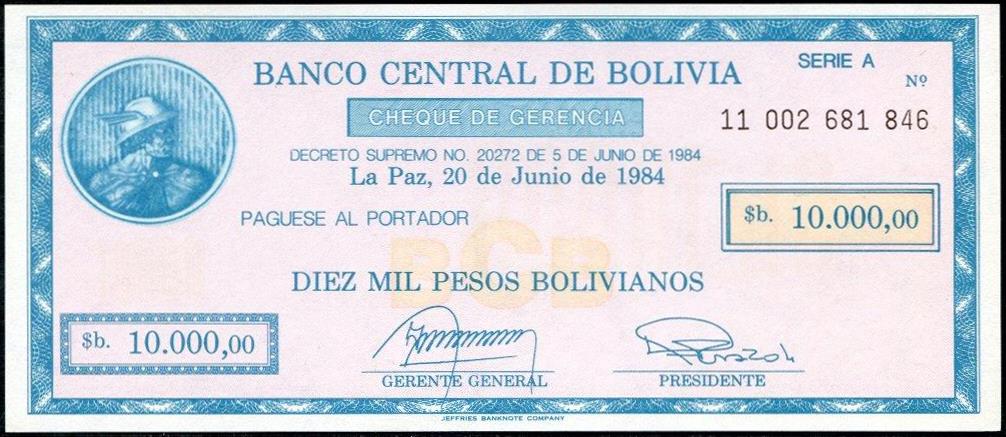 BANCO CENTRAL DE BOLIVIA
SERIE A
Nº
CHEQUE DE GERENCIA
11 002 681 846
DECRETO SUPREMO NO. 20272 DE 5 DE JUNIO DE 1984
La Paz, 20 de Junio de 1984
PAGUESE AL PORTADOR
$b. 10.000,00
BCB
DIEZ MIL PESOS BOLIVIANOS
$b. 10.000,00
GERENTE GENERAL
PRESIDENTE
JEFFRIES BANKNOTE COMPANY